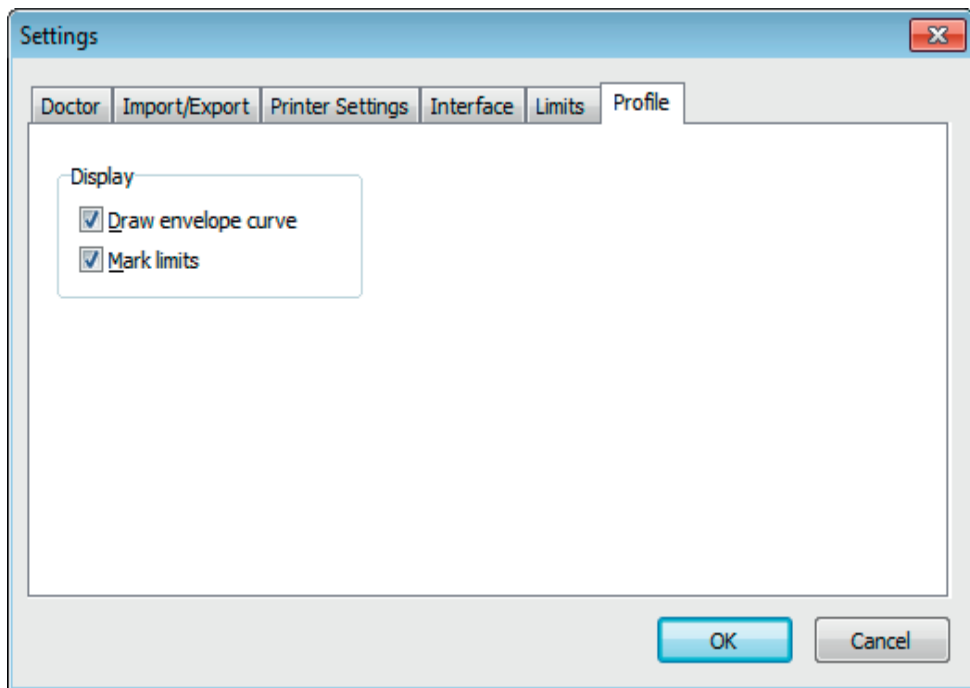 Settings
Doctor Import/Export Printer Settings Interface Limits Profile
Display
Draw envelope curve
Mark limits
OK Cancel